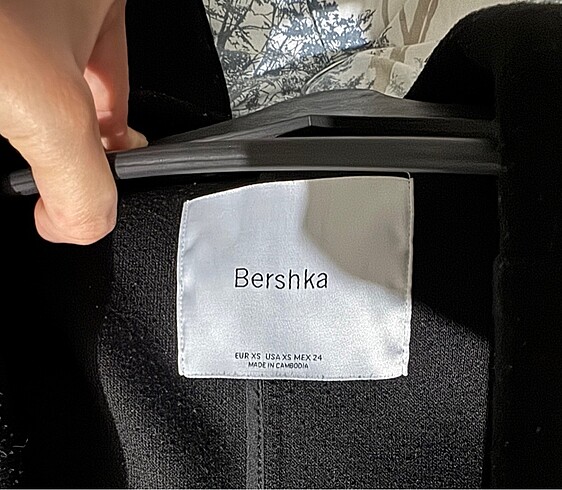 Bershka
EUR XS USA XS MEX 24
MADE IN CAMBODIA